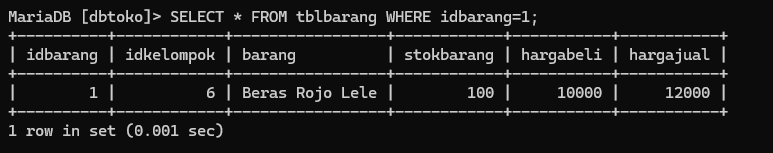 MariaDB [dbtoko]> SELECT * FROM tblbarang WHERE idbarang=1;
+----------+------------+-----------------+------------+-----------+-----------+
| idbarang | idkelompok | barang          | stokbarang | hargabeli | hargajual |
+----------+------------+-----------------+------------+-----------+-----------+
|        1 |          6 | Beras Rojo Lele |        100 |     10000 |     12000 |
+----------+------------+-----------------+------------+-----------+-----------+
1 row in set (0.001 sec)